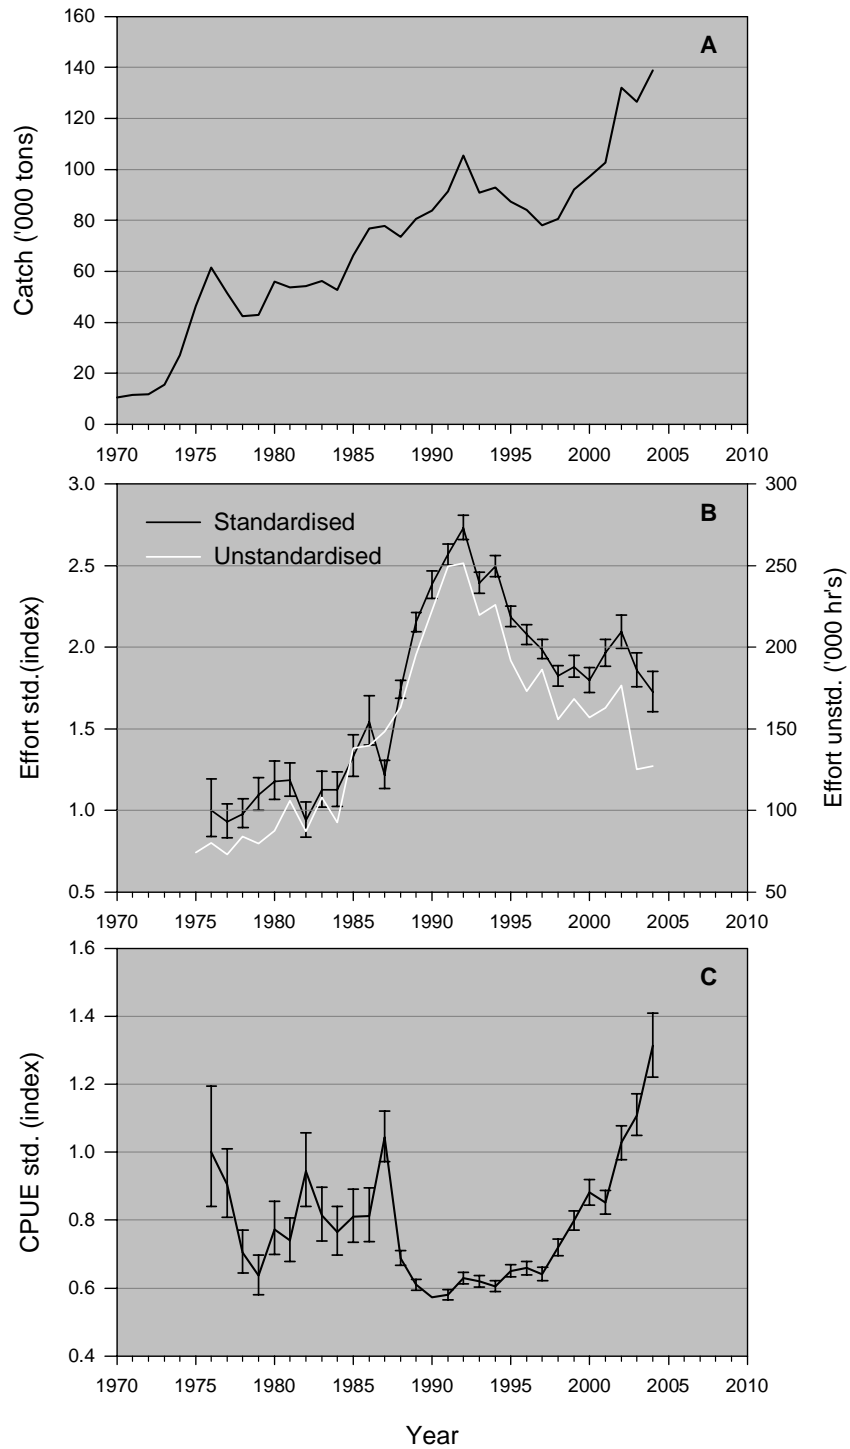 160
A
140
120
100
80
60
40
20
0
Catch ('000 tons)
1970 1975 1980 1985 1990 1995 2000 2005 2010
3.0 300
B
Standardised
Unstandardised
2.5 250
2.0 200
1.5 150
1.0 100
0.5 50
Effort std.(index)
Effort unstd. ('000 hr's)
1970 1975 1980 1985 1990 1995 2000 2005 2010
1.6
C
1.4
1.2
1.0
0.8
0.6
0.4
CPUE std. (index)
1970 1975 1980 1985 1990 1995 2000 2005 2010
Year